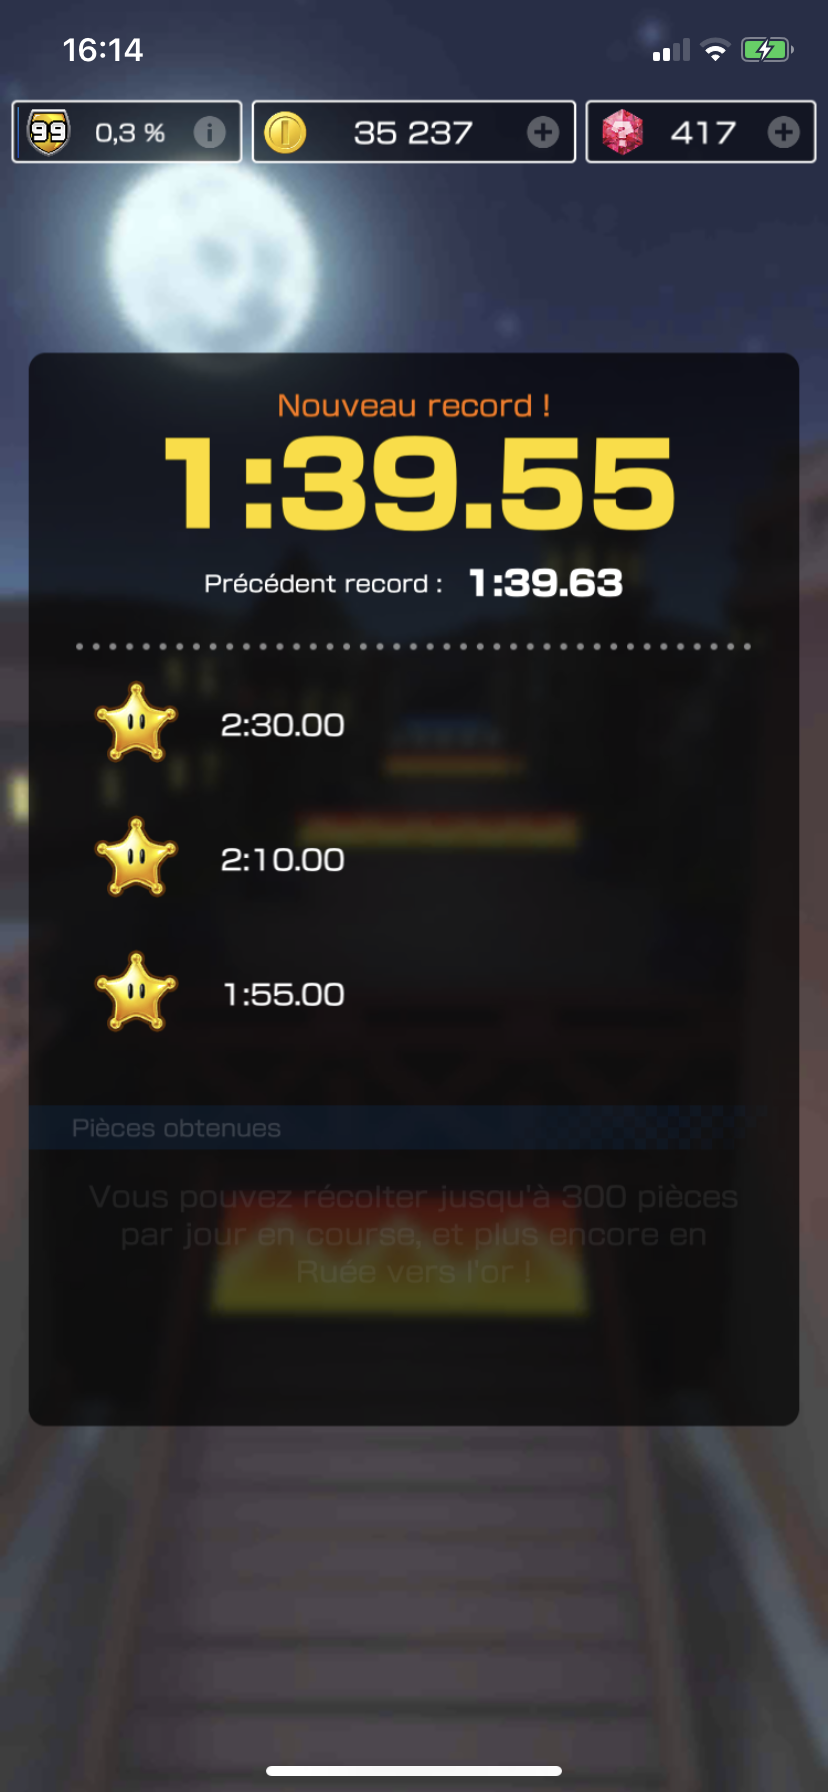 16:14
99 0,3 % i 35 237 + ? 417 +
Nouveau record !
1:39.55
Précédent record : 1:39.63
2:30.00
2:10.00
1:55.00
Pièces obtenues
Vous pouvez récolter jusqu'à 300 pièces
par jour en course, et plus encore en
Ruée vers l'or !